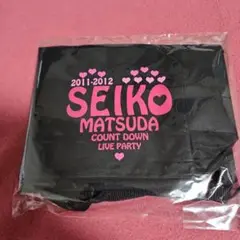 2011-2012
SEIKO
MATSUDA
COUNT DOWN
LIVE PARTY